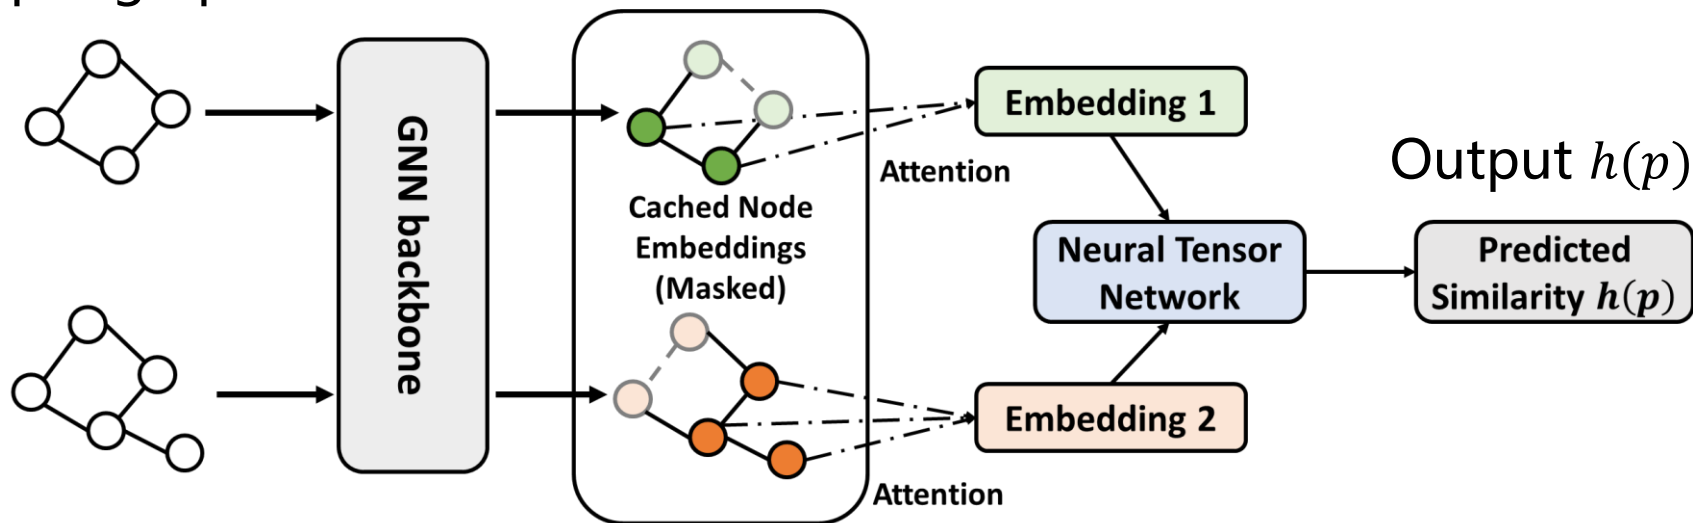 GNN backbone
Cached Node
Embeddings
(Masked)
Attention
Attention
Embedding 1
Embedding 2
Neural Tensor
Network
Output h(p)
Predicted
Similarity h(p)